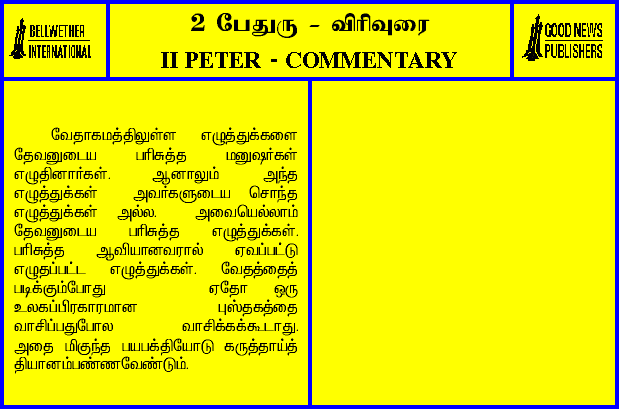 BELLWETHER
INTERNATIONAL
2 பேதுரு - விரிவுரை
II PETER - COMMENTARY
GOOD NEWS
PUBLISHERS
வேதாகமத்திலுள்ள எழுத்துக்களை
தேவனுடைய பரிசுத்த மனுஷர்கள்
எழுதினார்கள். ஆனாலும் அந்த
எழுத்துக்கள் அவர்களுடைய சொந்த
எழுத்துக்கள் அல்ல. அவையெல்லாம்
தேவனுடைய பரிசுத்த எழுத்துக்கள்.
பரிசுத்த ஆவியானவரால் ஏவப்பட்டு
எழுதப்பட்ட எழுத்துக்கள். வேதத்தைத்
படிக்கும்போது ஏதோ ஒரு
உலகப்பிரகாரமான புஸ்தகத்தை
வாசிப்பதுபோல வாசிக்கக்கூடாது.
அதை மிகுந்த பயபக்தியோடு கருத்தாய்த்
தியானம்பண்ணவேண்டும்.